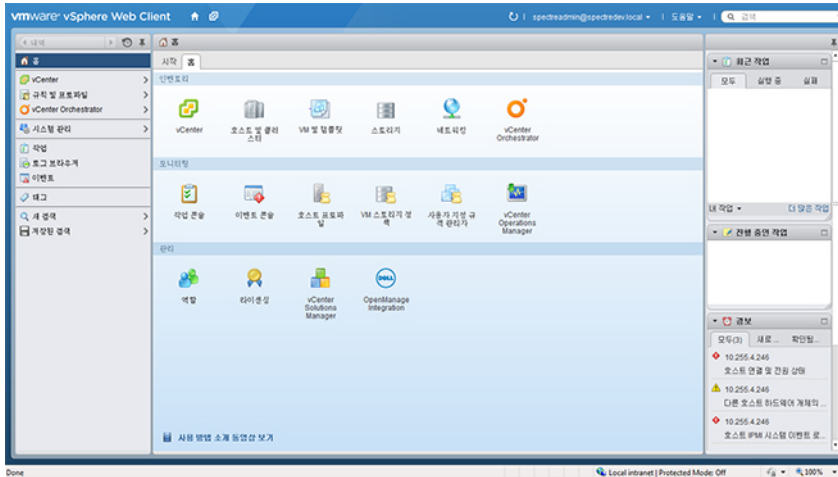 vmware vSphere Web Client
spectreadmin@spectredev.local
도움말
검색
내역
홈
vCenter
규칙 및 프로파일
vCenter Orchestrator
시스템 관리
작업
로그 브라우저
이벤트
태그
새 검색
저장된 검색
홈
시작
홈
인벤토리
vCenter
호스트 및 클러
스터
VM 및 템플릿
스토리지
네트워킹
vCenter
Orchestrator
모니터링
작업 콘솔
이벤트 콘솔
호스트 프로파
일
VM 스토리지 정
책
사용자 지정 규
격 관리자
vCenter
Operations
Manager
관리
역할
라이센싱
vCenter
Solutions
Manager
DELL
OpenManage
Integration
사용 방법 소개 동영상 보기
최근 작업
모두
실행 중
실패
내 작업
더 많은 작업
진행 중인 작업
경보
모두(3)
새로 ...
확인됨...
10.255.4.246
호스트 연결 및 전원 상태
10.255.4.246
다른 호스트 하드웨어 개체의 ...
10.255.4.246
호스트 IPMI 시스템 이벤트 로...
Done
Local intranet | Protected Mode: Off
100%